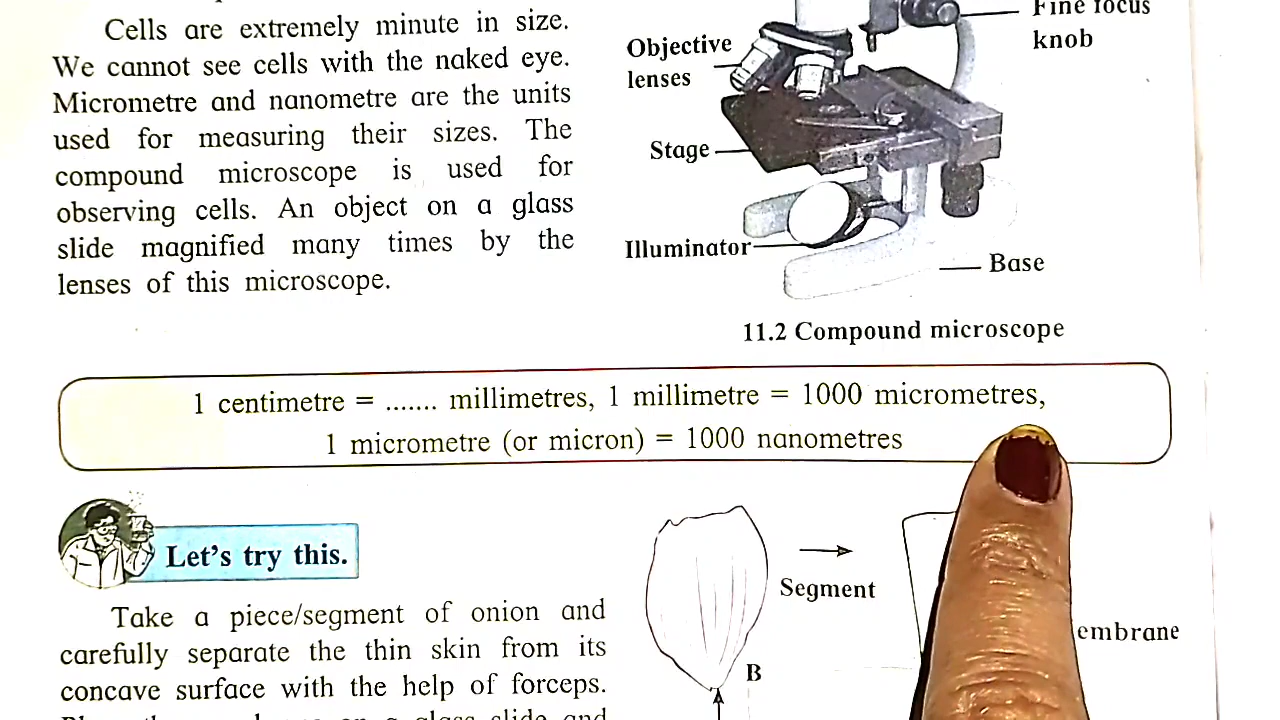 Cells are extremely minute in size.
We cannot see cells with the naked eye.
Micrometre and nanometre are the units
used for measuring their sizes. The
compound microscope is used for
observing cells. An object on a glass
slide magnified many times by the
lenses of this microscope.
Fine focus
knob
Objective
lenses
Stage
Illuminator
Base
11.2 Compound microscope
1 centimetre = ....... millimetres, 1 millimetre = 1000 micrometres,
1 micrometre (or micron) = 1000 nanometres
Let's try this.
Take a piece/segment of onion and
carefully separate the thin skin from its
concave surface with the help of forceps.
Segment
embrane
B